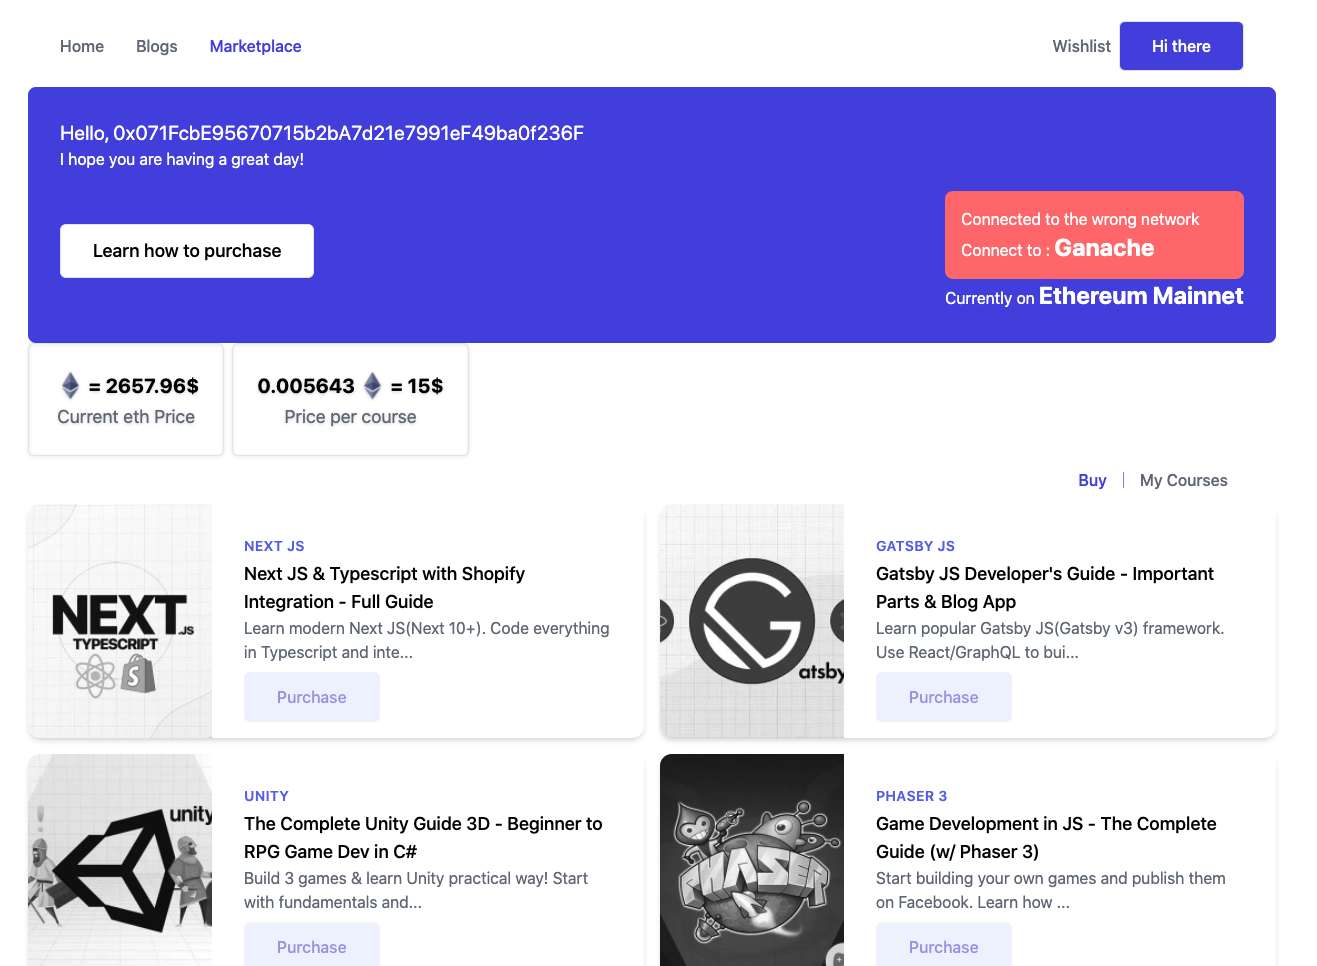 Home Blogs Marketplace Wishlist Hi there
Hello, 0x071FcbE95670715b2bA7d21e7991eF49ba0f236F
I hope you are having a great day!
Learn how to purchase
Connected to the wrong network
Connect to : Ganache
Currently on Ethereum Mainnet
= 2657.96$
Current eth Price
0.005643 = 15$
Price per course
Buy My Courses
NEXT.JS
TYPESCRIPT
S
NEXT JS
Next JS & Typescript with Shopify
Integration - Full Guide
Learn modern Next JS(Next 10+). Code everything
in Typescript and inte...
Purchase
atsby
GATSBY JS
Gatsby JS Developer's Guide - Important
Parts & Blog App
Learn popular Gatsby JS(Gatsby v3) framework.
Use React/GraphQL to bui...
Purchase
unity
UNITY
The Complete Unity Guide 3D - Beginner to
RPG Game Dev in C#
Build 3 games & learn Unity practical way! Start
with fundamentals and...
Purchase
PHASER
JS
PHASER 3
Game Development in JS - The Complete
Guide (w/ Phaser 3)
Start building your own games and publish them
on Facebook. Learn how ...
Purchase